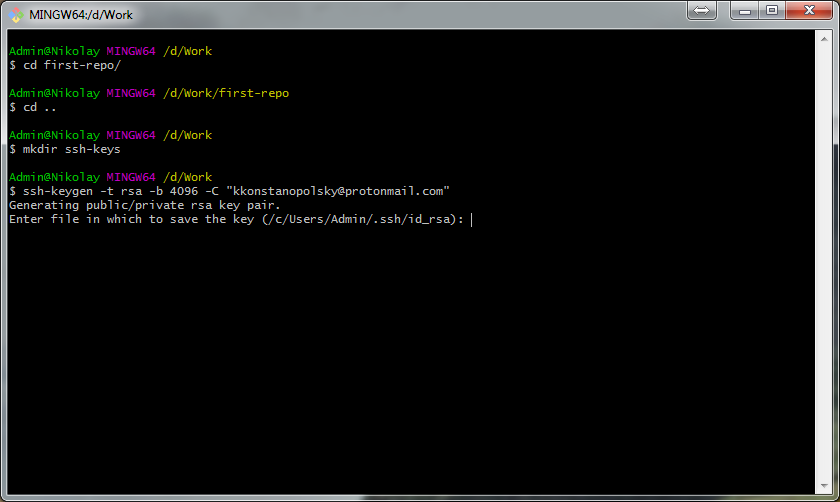 MINGW64:/d/Work
Admin@Nikolay MINGW64 /d/Work
$ cd first-repo/
Admin@Nikolay MINGW64 /d/Work/first-repo
$ cd ..
Admin@Nikolay MINGW64 /d/Work
$ mkdir ssh-keys
Admin@Nikolay MINGW64 /d/Work
$ ssh-keygen -t rsa -b 4096 -C "kkonstanopolsky@protonmail.com"
Generating public/private rsa key pair.
Enter file in which to save the key (/c/Users/Admin/.ssh/id_rsa):